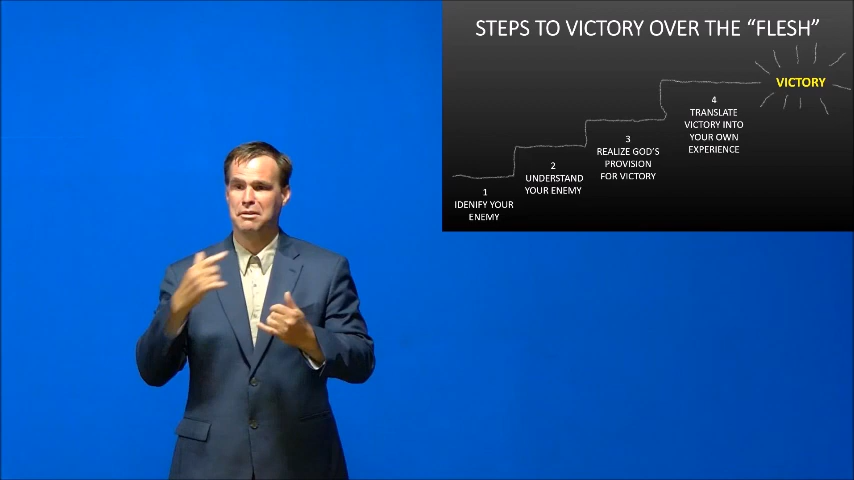 STEPS TO VICTORY OVER THE “FLESH”
VICTORY
4
TRANSLATE
VICTORY INTO
YOUR OWN
EXPERIENCE
3
REALIZE GOD'S
PROVISION
FOR VICTORY
2
UNDERSTAND
YOUR ENEMY
1
IDENIFY YOUR
ENEMY